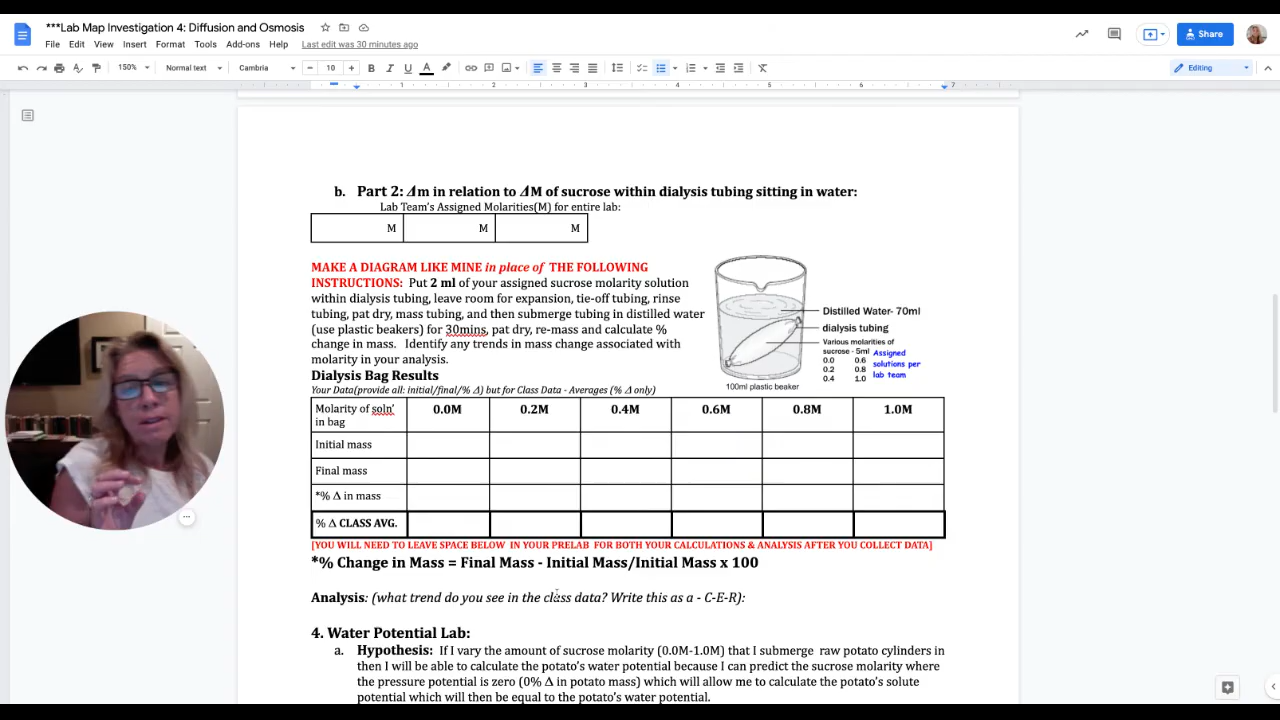 ***Lab Map Investigation 4: Diffusion and Osmosis
File Edit View Insert Format Tools Add-ons Help Last edit was 30 minutes ago
Share
150% Normal text Cambria 10 B I U A Editing
1 2 3 4 5 6 7
b. Part 2: Δm in relation to ΔM of sucrose within dialysis tubing sitting in water:
Lab Team's Assigned Molarities(M) for entire lab:
M M M
MAKE A DIAGRAM LIKE MINE in place of THE FOLLOWING
INSTRUCTIONS: Put 2 ml of your assigned sucrose molarity solution
within dialysis tubing, leave room for expansion, tie-off tubing, rinse
tubing, pat dry, mass tubing, and then submerge tubing in distilled water
(use plastic beakers) for 30mins, pat dry, re-mass and calculate %
change in mass. Identify any trends in mass change associated with
molarity in your analysis.
Distilled Water- 70ml
dialysis tubing
Various molarities of
sucrose - 5ml
0.0 0.6
0.2 0.8
0.4 1.0
Assigned
solutions per
lab team
100ml plastic beaker
Dialysis Bag Results
Your Data(provide all: initial/final/% Δ) but for Class Data - Averages (% Δ only)
Molarity of soln' in bag 0.0M 0.2M 0.4M 0.6M 0.8M 1.0M
Initial mass
Final mass
*% Δ in mass
% Δ CLASS AVG.
[YOU WILL NEED TO LEAVE SPACE BELOW IN YOUR PRELAB FOR BOTH YOUR CALCULATIONS & ANALYSIS AFTER YOU COLLECT DATA]
*% Change in Mass = Final Mass - Initial Mass/Initial Mass x 100
Analysis: (what trend do you see in the class data? Write this as a - C-E-R):
4. Water Potential Lab:
a. Hypothesis: If I vary the amount of sucrose molarity (0.0M-1.0M) that I submerge raw potato cylinders in
then I will be able to calculate the potato's water potential because I can predict the sucrose molarity where
the pressure potential is zero (0% Δ in potato mass) which will allow me to calculate the potato's solute
potential which will then be equal to the potato's water potential.